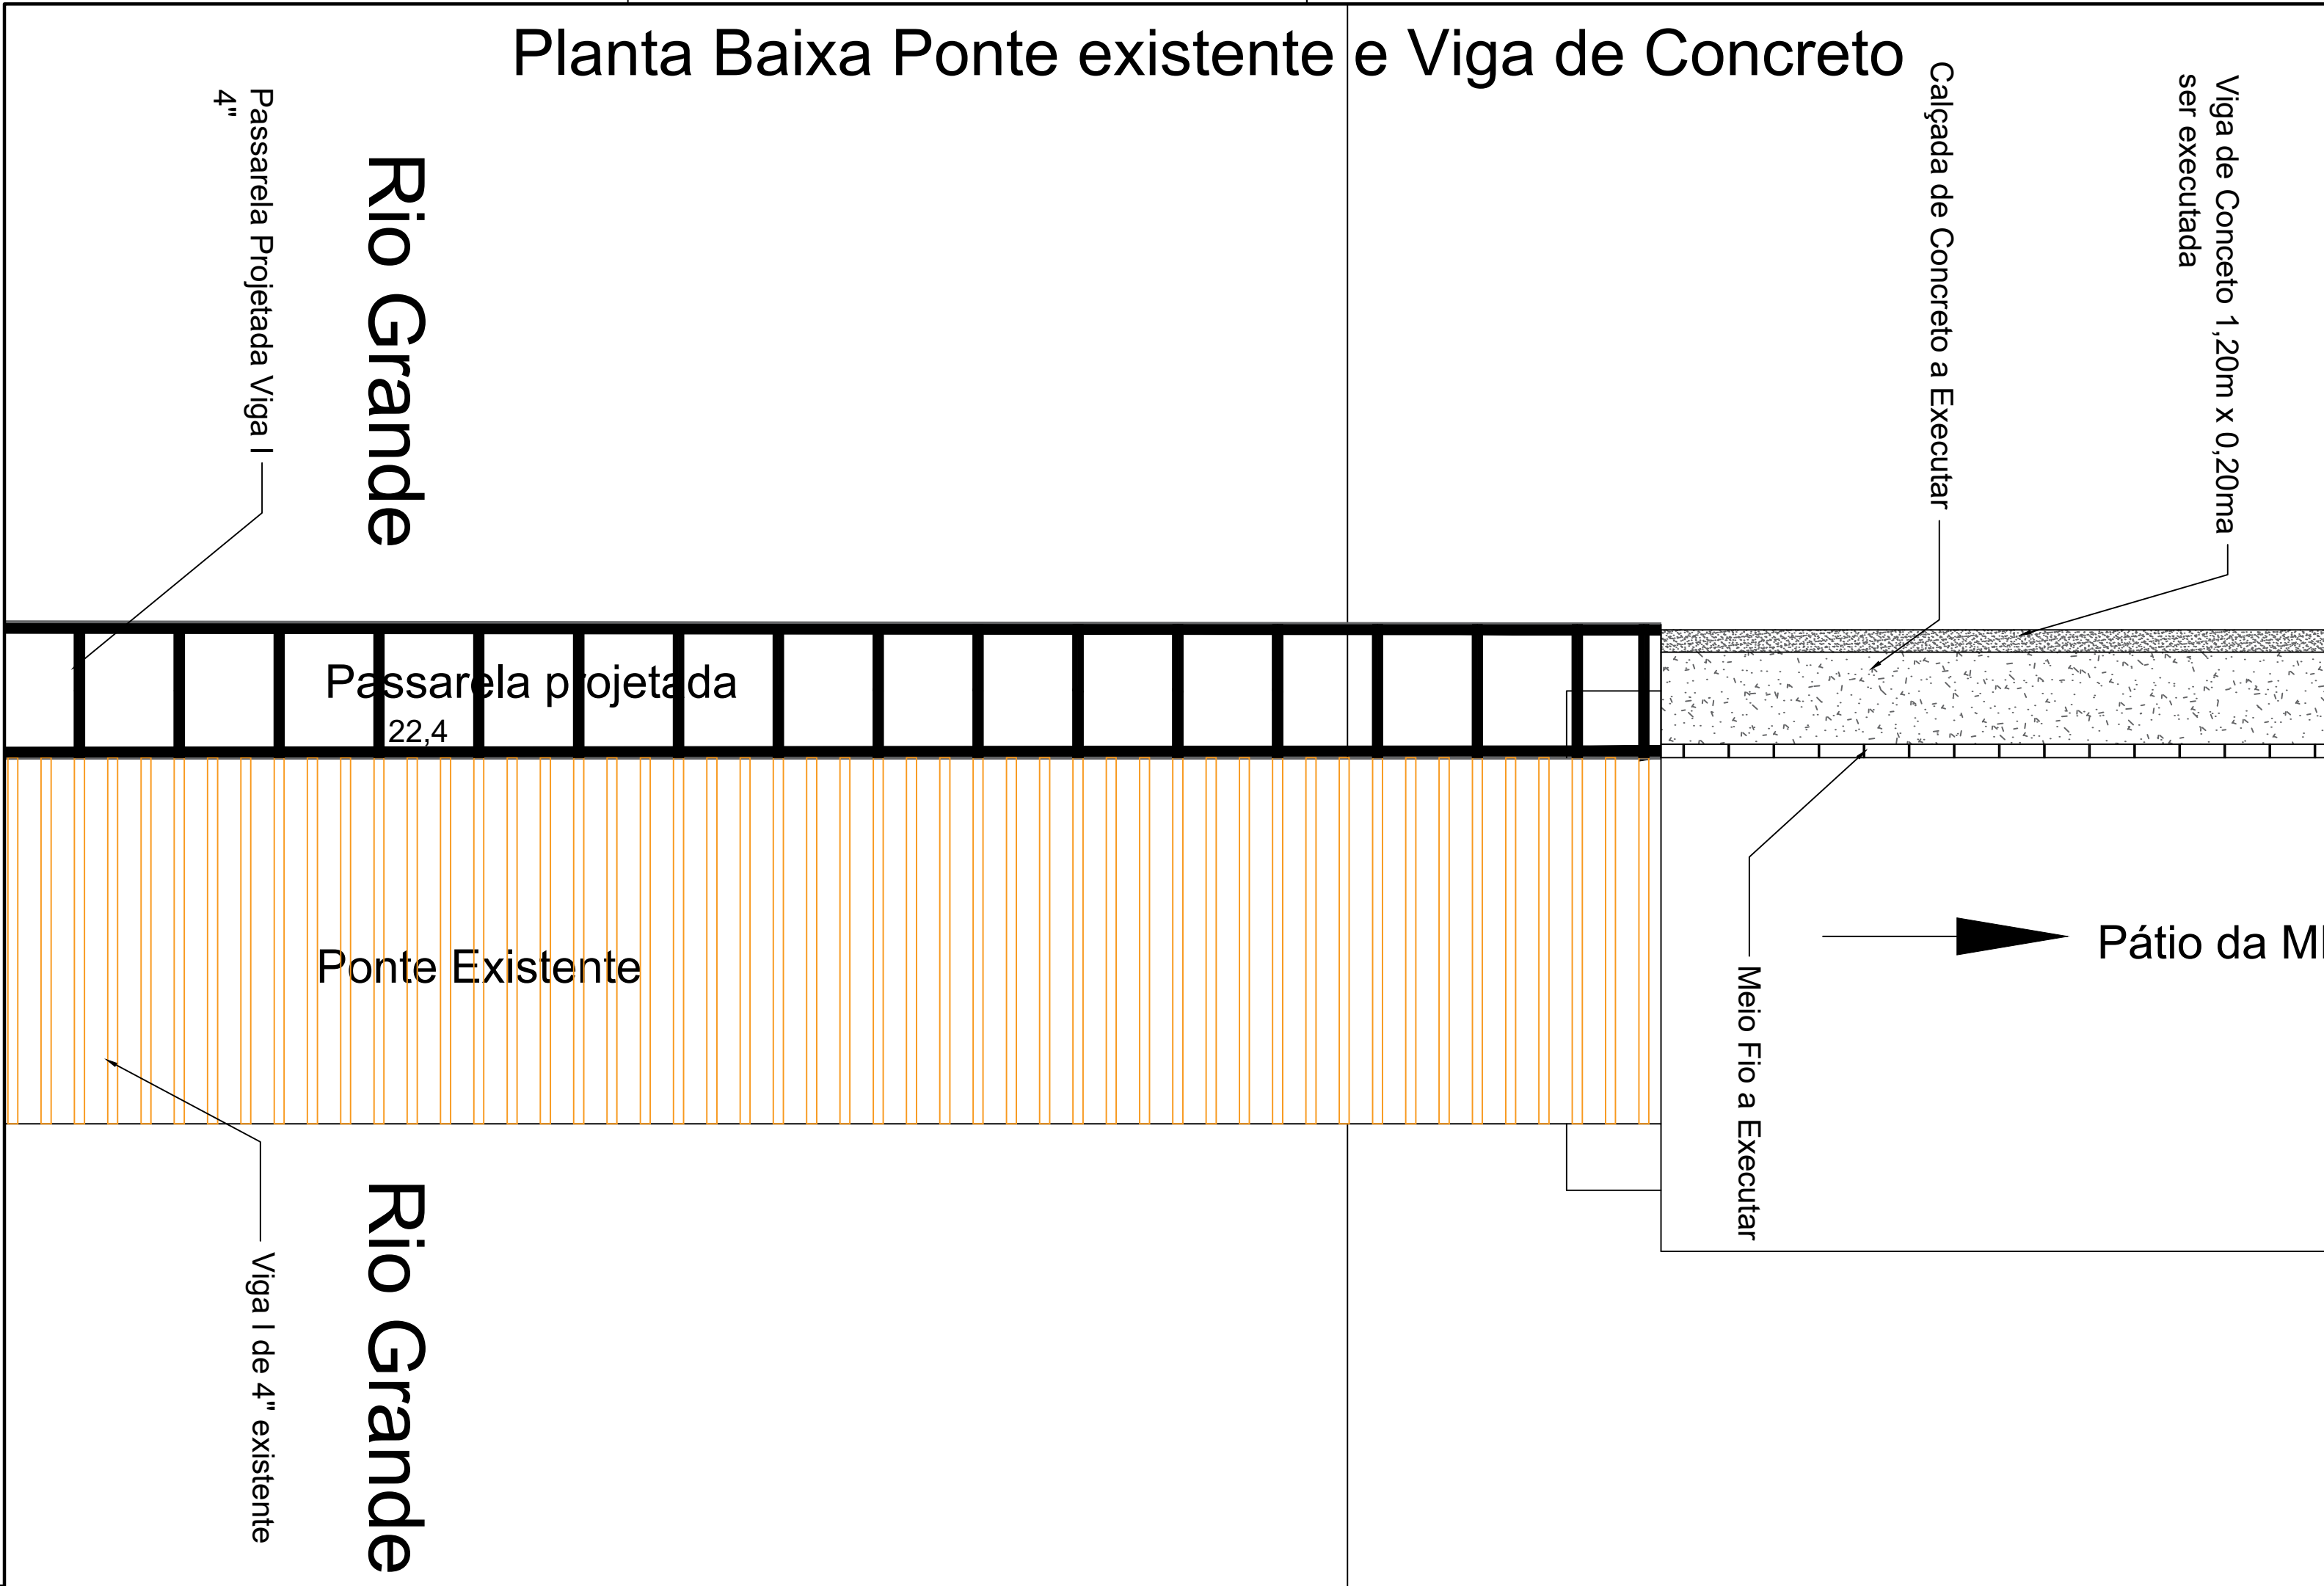 Planta Baixa Ponte existente e Viga de Concreto
Passarela Projetada Viga I
4"
Rio Grande
Calçada de Concreto a Executar
Viga de Conceto 1,20m x 0,20ma
ser executada
Passarela projetada
22,4
Ponte Existente
Pátio da
Meio Fio a Executar
Viga I de 4" existente
Rio Grande